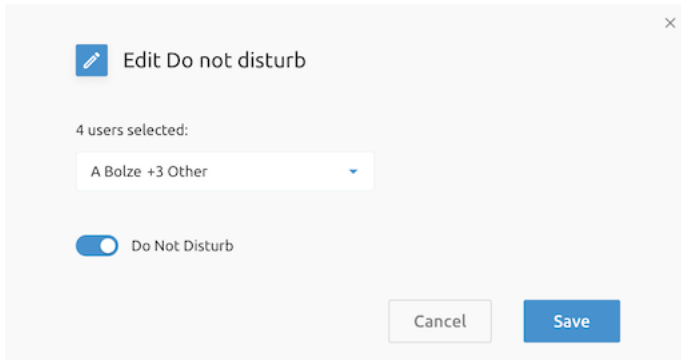 Edit Do not disturb
4 users selected:
A Bolze +3 Other
Do Not Disturb
Cancel
Save